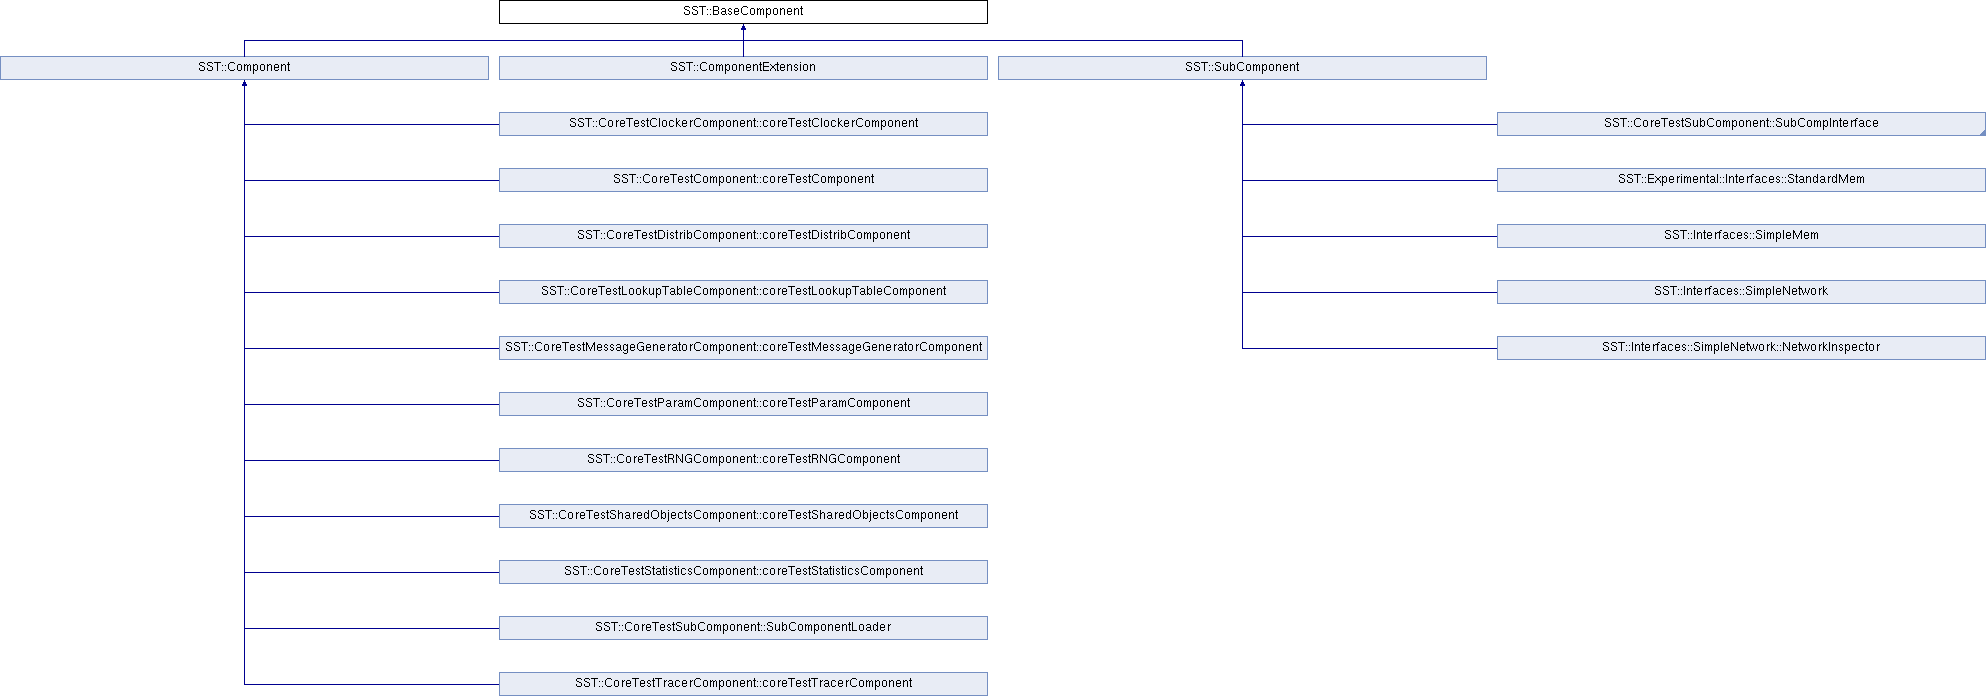 SST::BaseComponent
SST::Component
SST::ComponentExtension
SST::SubComponent
SST::CoreTestClockerComponent::coreTestClockerComponent
SST::CoreTestSubComponent::SubCompInterface
SST::CoreTestComponent::coreTestComponent
SST::Experimental::Interfaces::StandardMem
SST::CoreTestDistribComponent::coreTestDistribComponent
SST::Interfaces::SimpleMem
SST::CoreTestLookupTableComponent::coreTestLookupTableComponent
SST::Interfaces::SimpleNetwork
SST::CoreTestMessageGeneratorComponent::coreTestMessageGeneratorComponent
SST::Interfaces::SimpleNetwork::NetworkInspector
SST::CoreTestParamComponent::coreTestParamComponent
SST::CoreTestRNGComponent::coreTestRNGComponent
SST::CoreTestSharedObjectsComponent::coreTestSharedObjectsComponent
SST::CoreTestStatisticsComponent::coreTestStatisticsComponent
SST::CoreTestSubComponent::SubComponentLoader
SST::CoreTestTracerComponent::coreTestTracerComponent